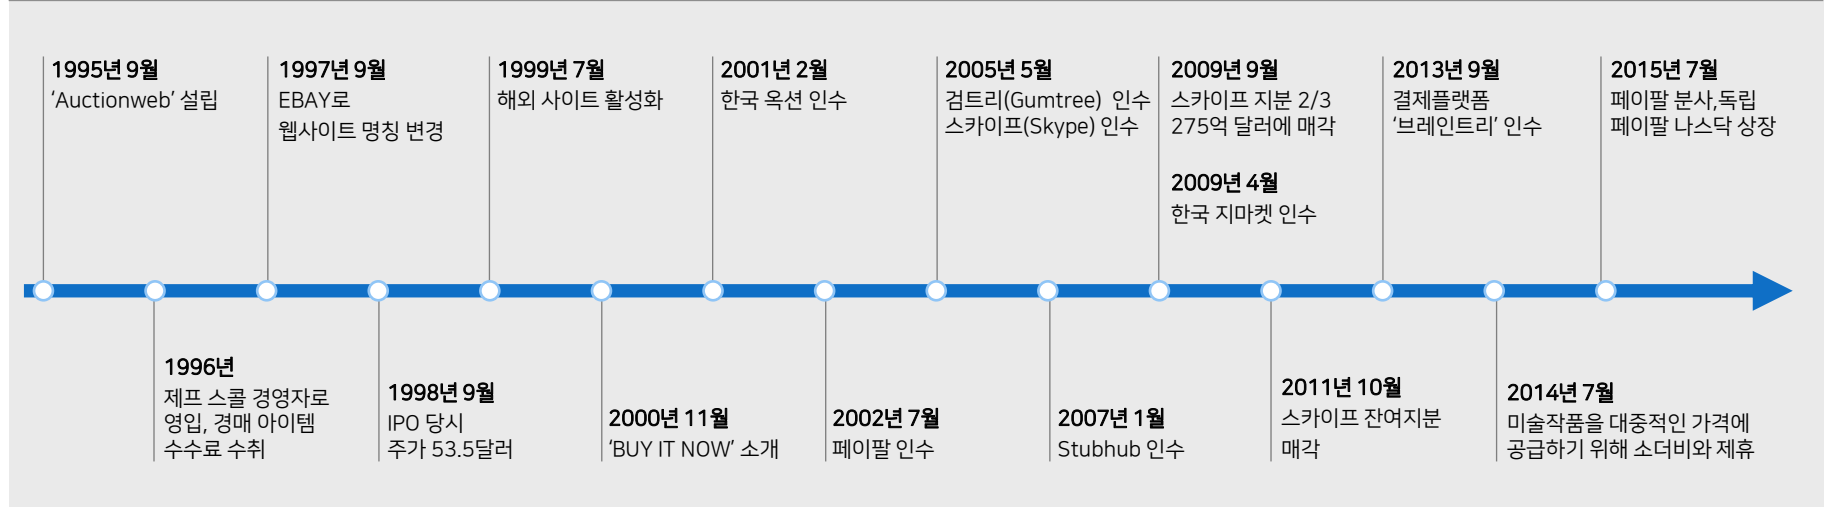 1995년 9월
‘Auctionweb’ 설립
1997년 9월
EBAY로
웹사이트 명칭 변경
1999년 7월
해외 사이트 활성화
2001년 2월
한국 옥션 인수
2005년 5월
검트리(Gumtree) 인수
스카이프(Skype) 인수
2009년 9월
스카이프 지분 2/3
275억 달러에 매각
2009년 4월
한국 지마켓 인수
2013년 9월
결제플랫폼
‘브레인트리’ 인수
2015년 7월
페이팔 분사,독립
페이팔 나스닥 상장
1996년
제프 스콜 경영자로
영입, 경매 아이템
수수료 수취
1998년 9월
IPO 당시
주가 53.5달러
2000년 11월
‘BUY IT NOW’ 소개
2002년 7월
페이팔 인수
2007년 1월
Stubhub 인수
2011년 10월
스카이프 잔여지분
매각
2014년 7월
미술작품을 대중적인 가격에
공급하기 위해 소더비와 제휴